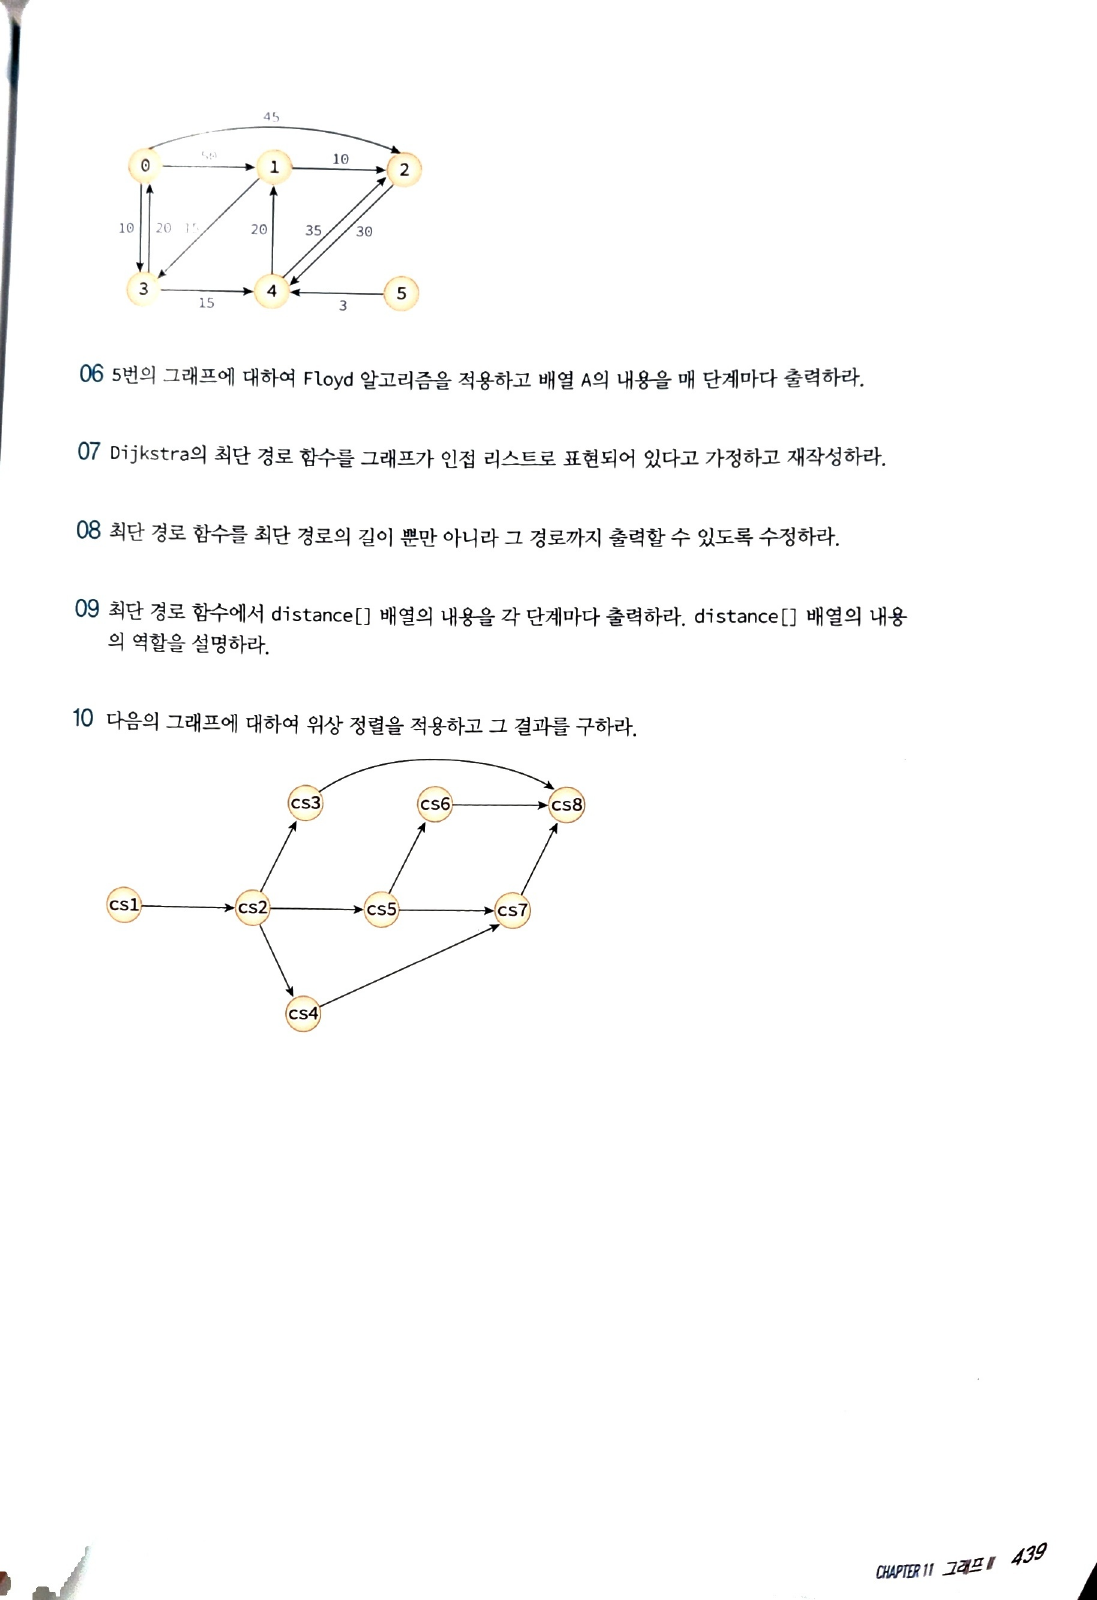 45
0 50 1 10 2
10 20 15 20 35 30
3 15 4 3 5
06 5번의 그래프에 대하여 Floyd 알고리즘을 적용하고 배열 A의 내용을 매 단계마다 출력하라.
07 Dijkstra의 최단 경로 함수를 그래프가 인접 리스트로 표현되어 있다고 가정하고 재작성하라.
08 최단 경로 함수를 최단 경로의 길이 뿐만 아니라 그 경로까지 출력할 수 있도록 수정하라.
09 최단 경로 함수에서 distance[] 배열의 내용을 각 단계마다 출력하라. distance[] 배열의 내용
의 역할을 설명하라.
10 다음의 그래프에 대하여 위상 정렬을 적용하고 그 결과를 구하라.
cs3 cs6 cs8
cs1 cs2 cs5 cs7
cs4
CHAPTER 11 그래프 II 439